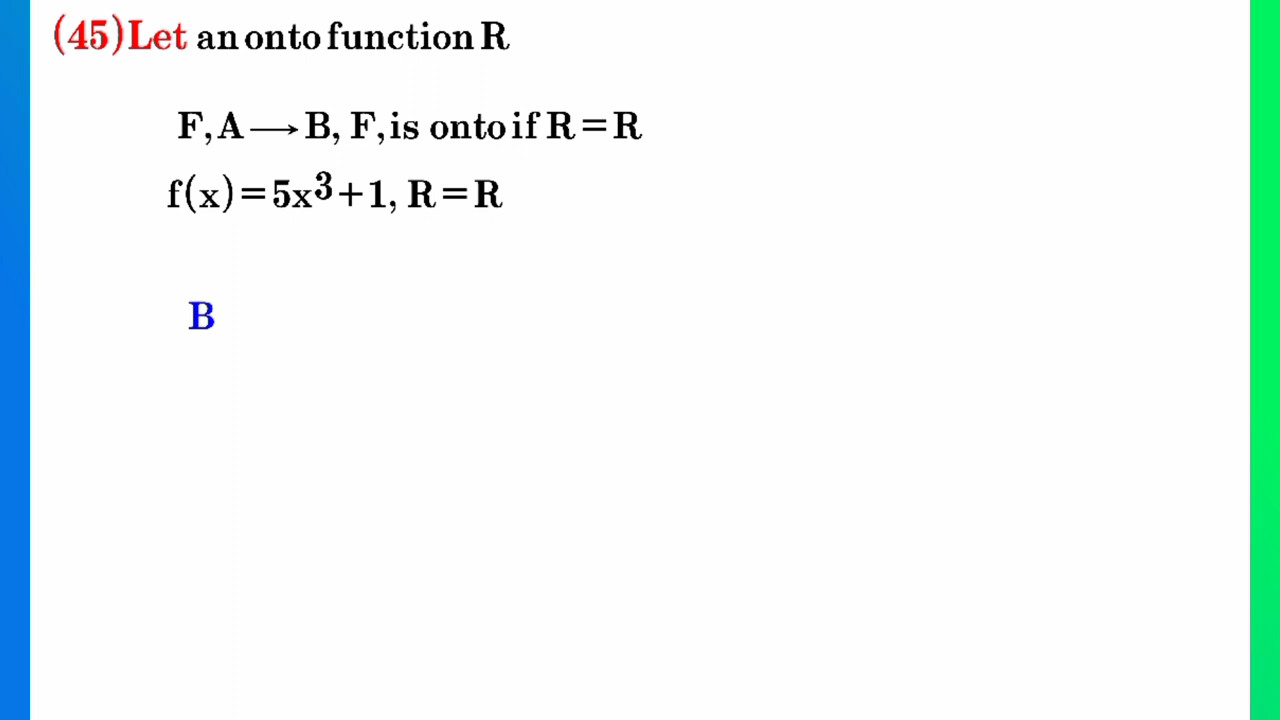 (45)Let an onto function R
F, A⟶B, F, is onto if R=R
f(x)=5x³+1, R=R
B